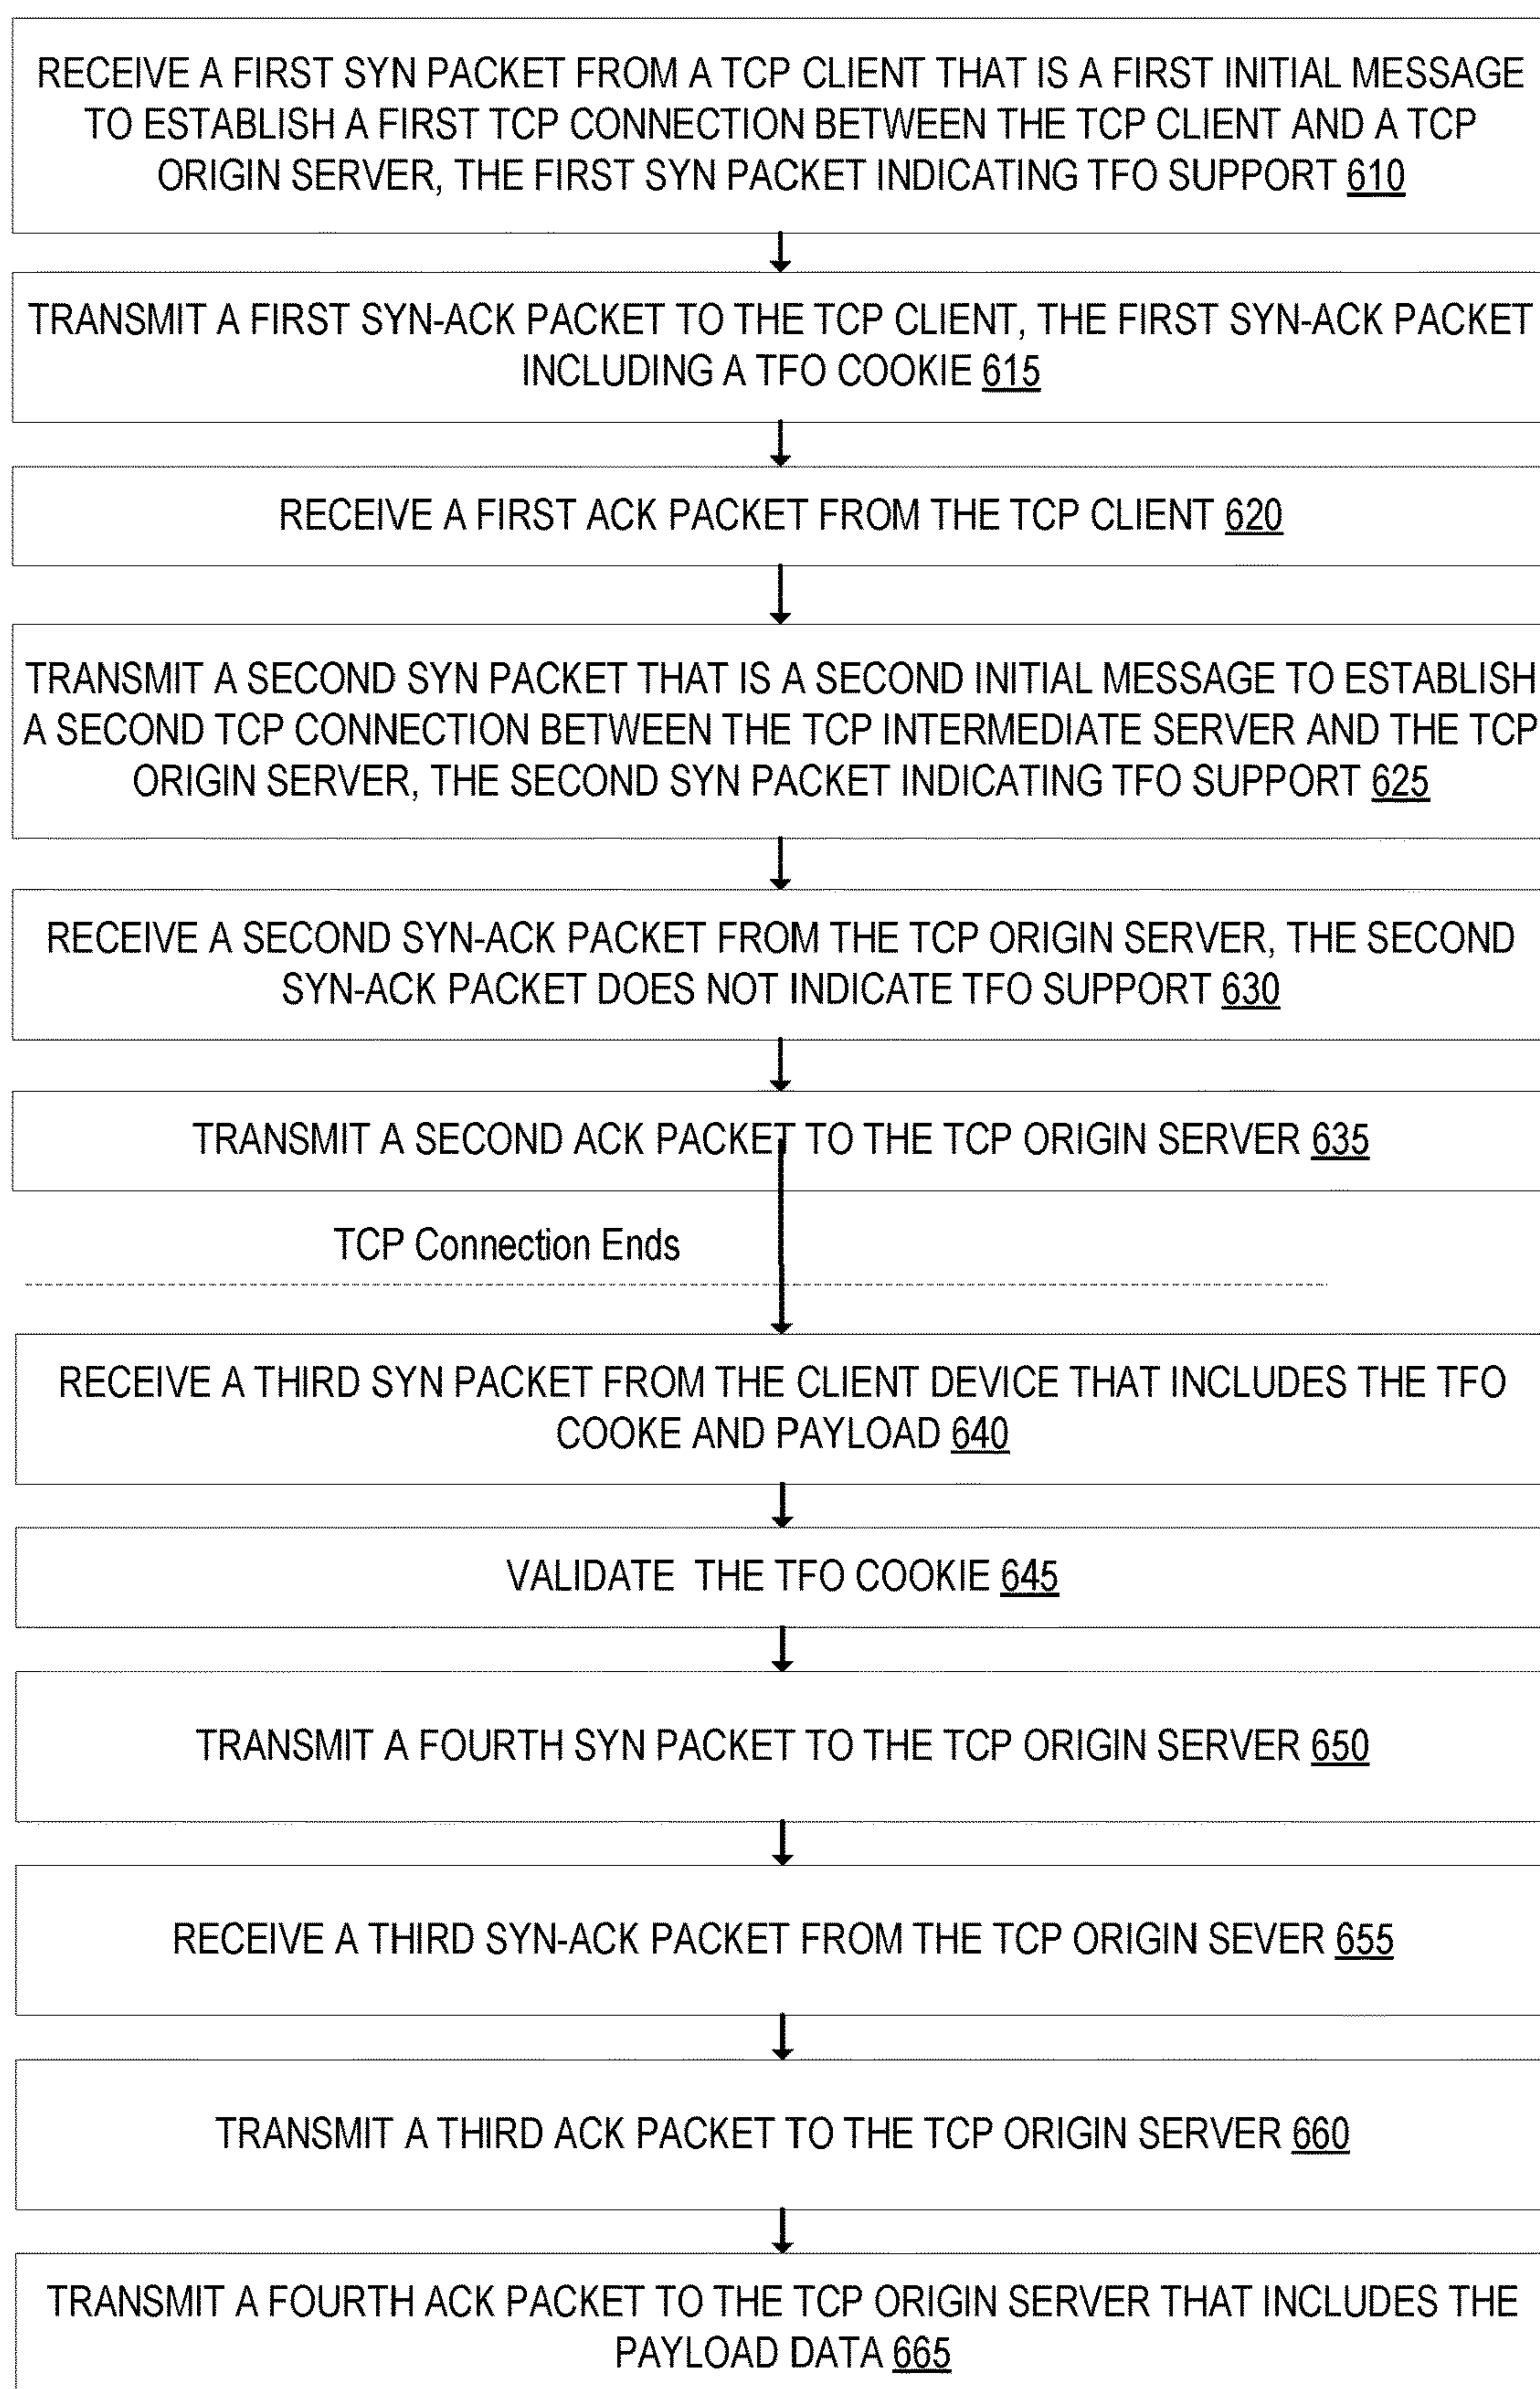 RECEIVE A FIRST SYN PACKET FROM A TCP CLIENT THAT IS A FIRST INITIAL MESSAGE
TO ESTABLISH A FIRST TCP CONNECTION BETWEEN THE TCP CLIENT AND A TCP
ORIGIN SERVER, THE FIRST SYN PACKET INDICATING TFO SUPPORT 610
TRANSMIT A FIRST SYN-ACK PACKET TO THE TCP CLIENT, THE FIRST SYN-ACK PACKET
INCLUDING A TFO COOKIE 615
RECEIVE A FIRST ACK PACKET FROM THE TCP CLIENT 620
TRANSMIT A SECOND SYN PACKET THAT IS A SECOND INITIAL MESSAGE TO ESTABLISH
A SECOND TCP CONNECTION BETWEEN THE TCP INTERMEDIATE SERVER AND THE TCP
ORIGIN SERVER, THE SECOND SYN PACKET INDICATING TFO SUPPORT 625
RECEIVE A SECOND SYN-ACK PACKET FROM THE TCP ORIGIN SERVER, THE SECOND
SYN-ACK PACKET DOES NOT INDICATE TFO SUPPORT 630
TRANSMIT A SECOND ACK PACKET TO THE TCP ORIGIN SERVER 635
TCP Connection Ends
RECEIVE A THIRD SYN PACKET FROM THE CLIENT DEVICE THAT INCLUDES THE TFO
COOKE AND PAYLOAD 640
VALIDATE THE TFO COOKIE 645
TRANSMIT A FOURTH SYN PACKET TO THE TCP ORIGIN SERVER 650
RECEIVE A THIRD SYN-ACK PACKET FROM THE TCP ORIGIN SEVER 655
TRANSMIT A THIRD ACK PACKET TO THE TCP ORIGIN SERVER 660
TRANSMIT A FOURTH ACK PACKET TO THE TCP ORIGIN SERVER THAT INCLUDES THE
PAYLOAD DATA 665